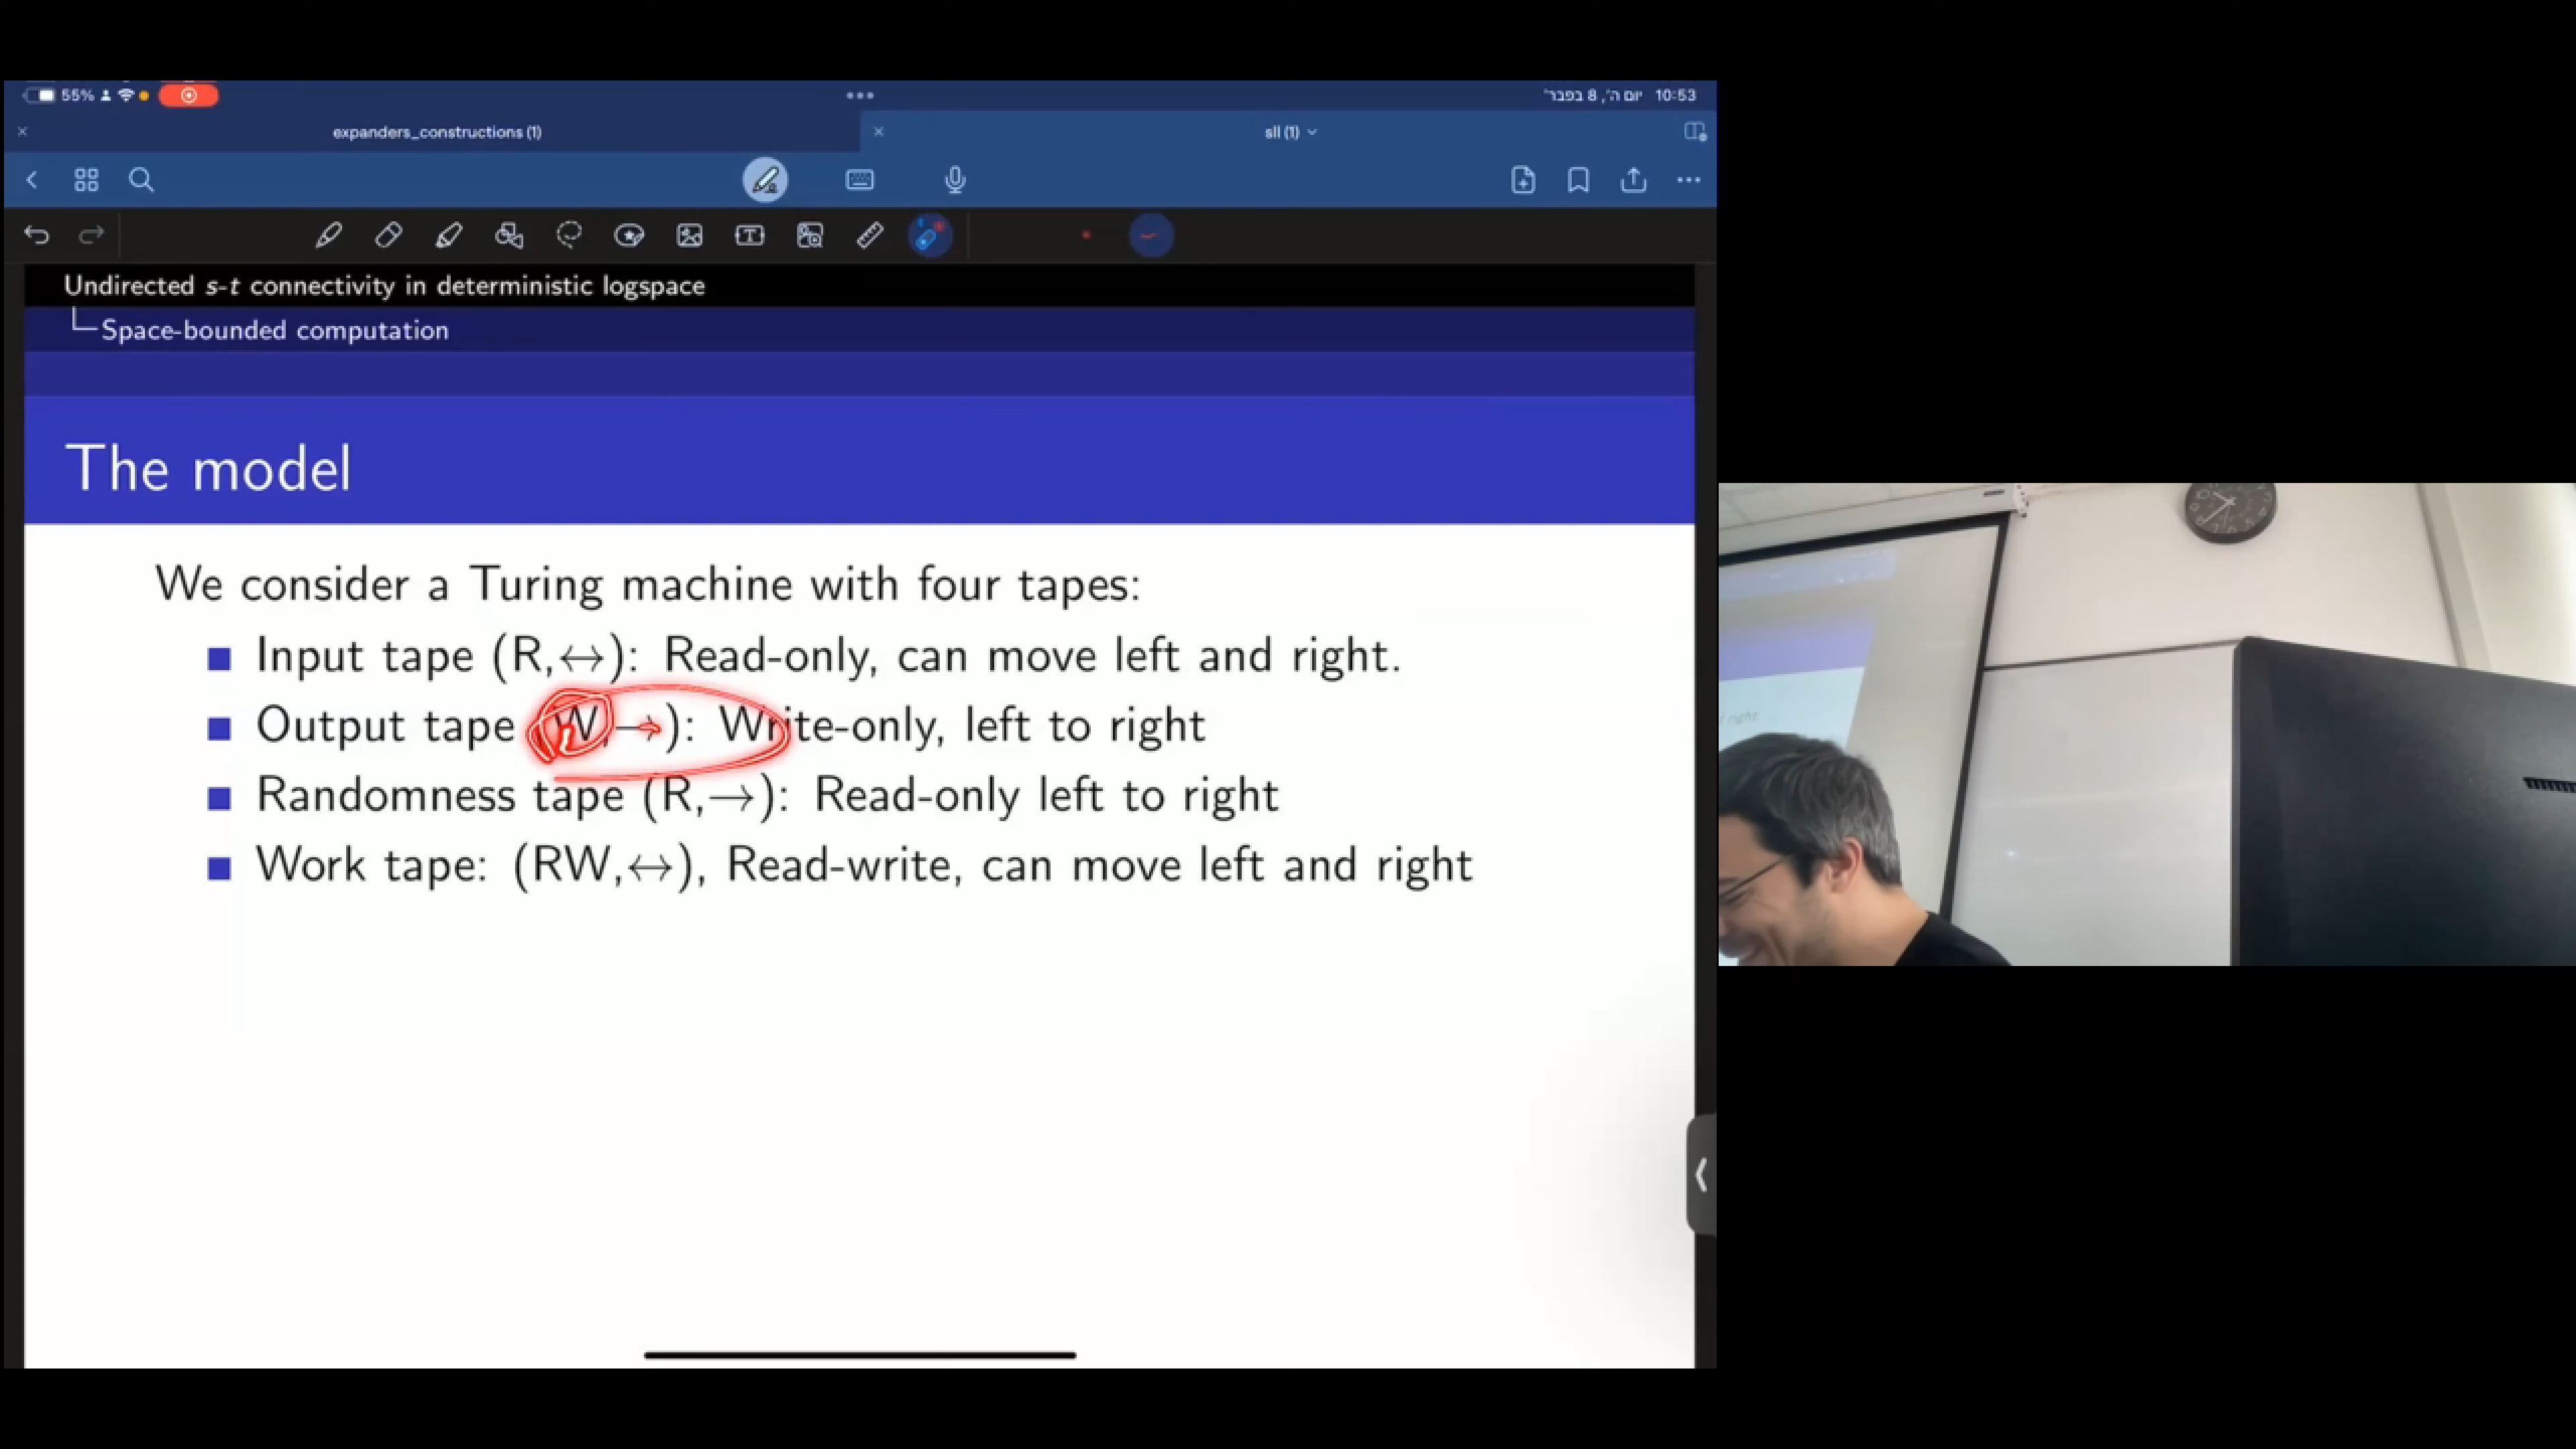 55%
יום ה׳, 8 בפבר׳ 10:53
expanders_constructions (1)
sll (1)
Undirected s-t connectivity in deterministic logspace
Space-bounded computation
The model
We consider a Turing machine with four tapes:
Input tape (R,↔): Read-only, can move left and right.
Output tape (W,→): Write-only, left to right
Randomness tape (R,→): Read-only left to right
Work tape: (RW,↔), Read-write, can move left and right